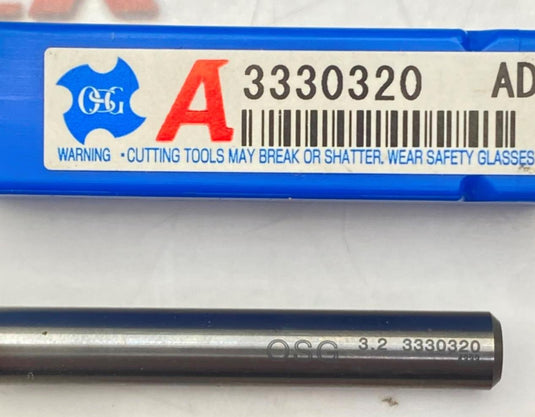 OSG A 3330320 AD
WARNING • CUTTING TOOLS MAY BREAK OR SHATTER. WEAR SAFETY GLASSES
OSG 3.2 3330320